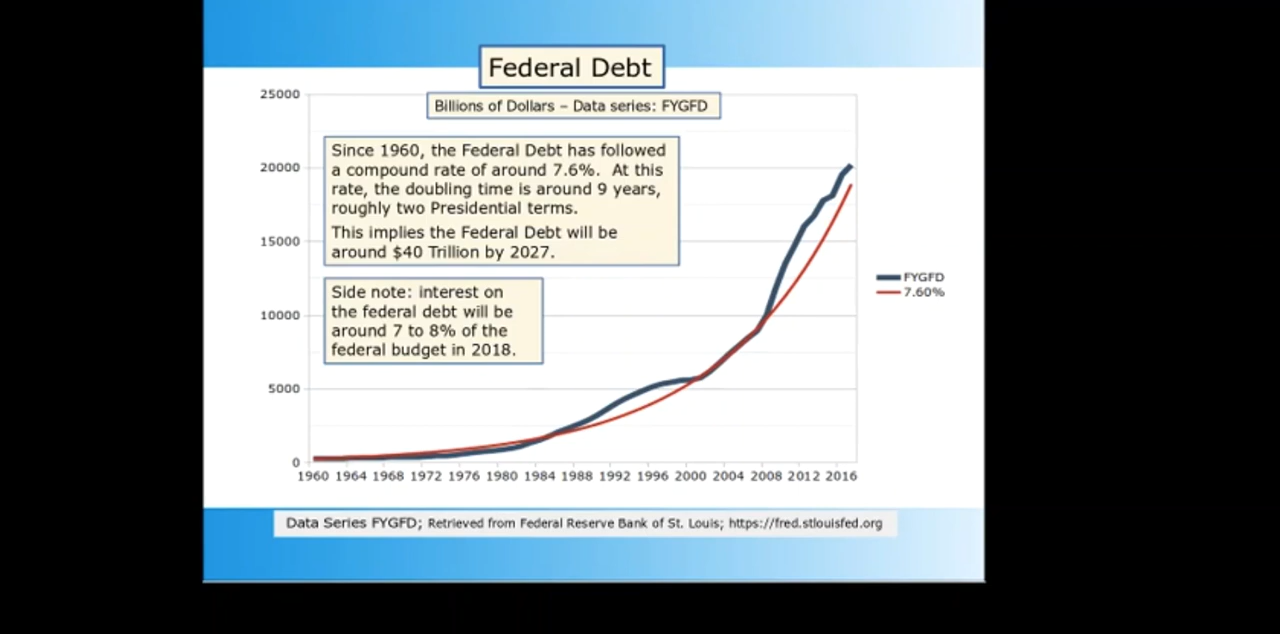 Federal Debt
Billions of Dollars – Data series: FYGFD
25000
20000
15000
10000
5000
0
Since 1960, the Federal Debt has followed
a compound rate of around 7.6%.  At this
rate, the doubling time is around 9 years,
roughly two Presidential terms.
This implies the Federal Debt will be
around $40 Trillion by 2027.
Side note: interest on
the federal debt will be
around 7 to 8% of the
federal budget in 2018.
FYGFD
7.60%
1960 1964 1968 1972 1976 1980 1984 1988 1992 1996 2000 2004 2008 2012 2016
Data Series FYGFD; Retrieved from Federal Reserve Bank of St. Louis; https://fred.stlouisfed.org